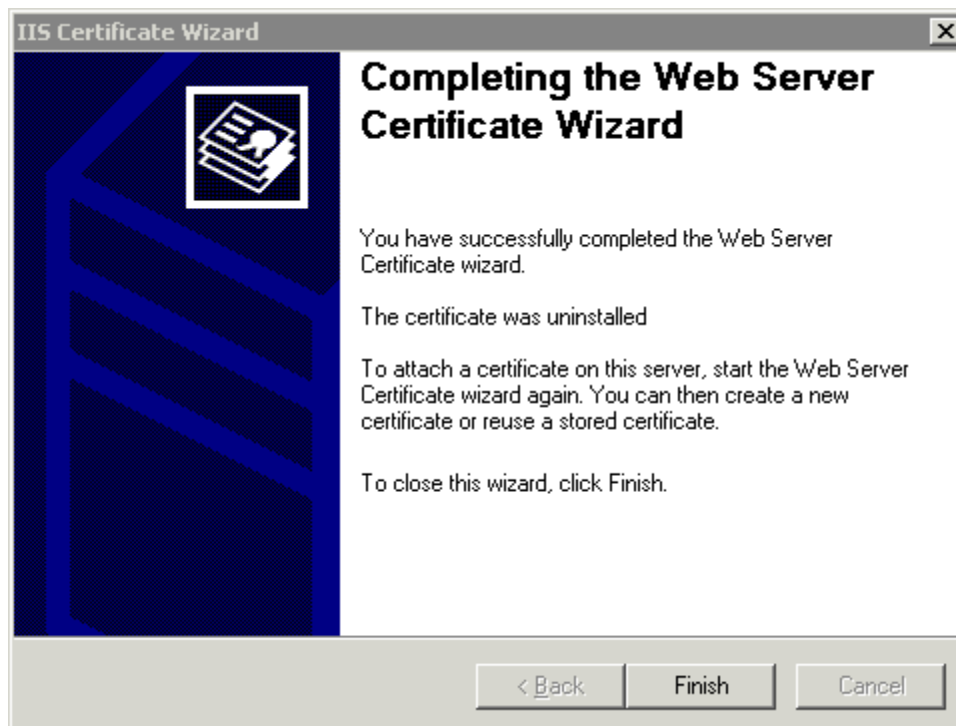 IIS Certificate Wizard
Completing the Web Server
Certificate Wizard
You have successfully completed the Web Server
Certificate wizard.
The certificate was uninstalled
To attach a certificate on this server, start the Web Server
Certificate wizard again. You can then create a new
certificate or reuse a stored certificate.
To close this wizard, click Finish.
< Back Finish Cancel